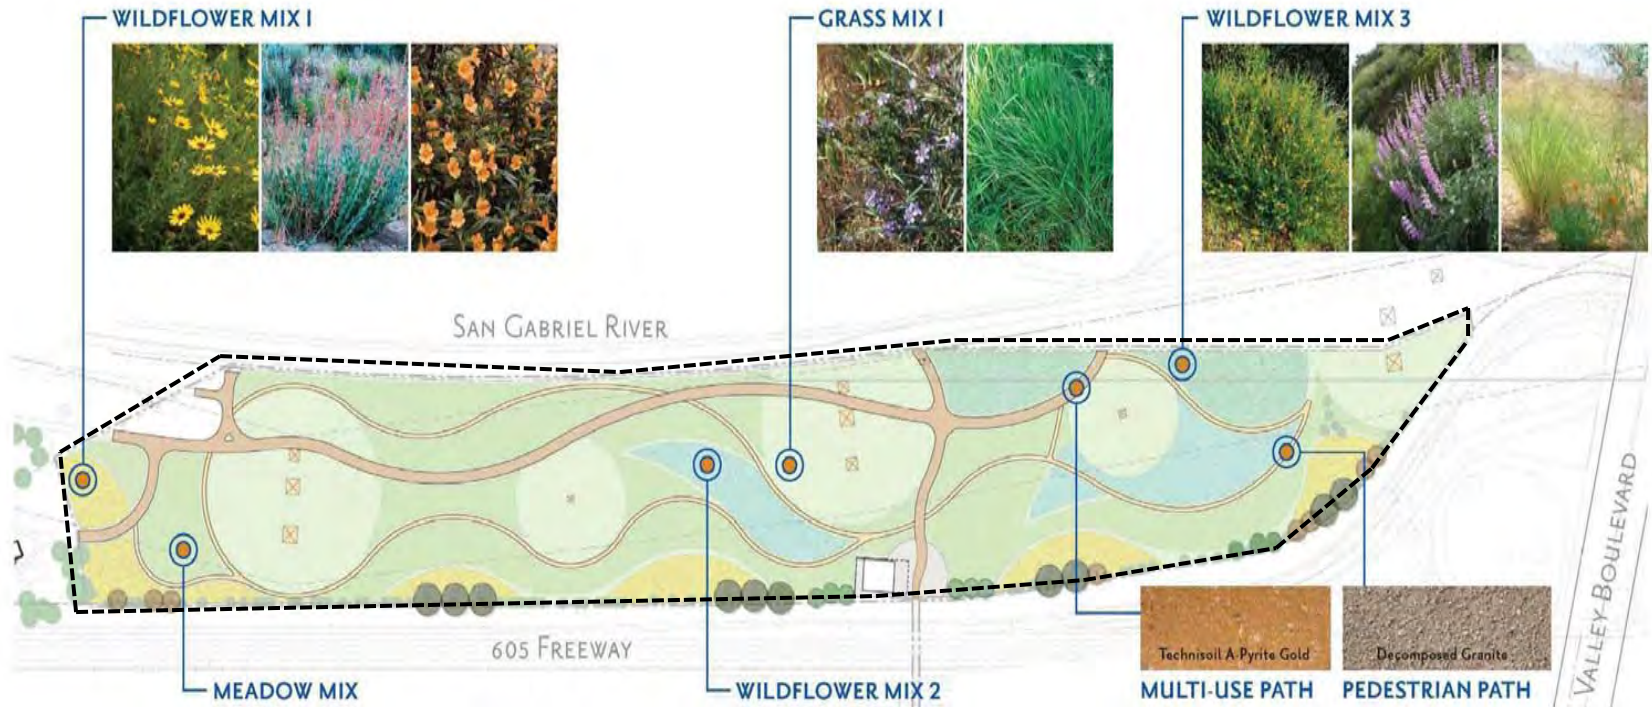 WILDFLOWER MIX 1
GRASS MIX 1
WILDFLOWER MIX 3
SAN GABRIEL RIVER
605 FREEWAY
VALLEY BOULEVARD
Technisoil A-Pyrite Gold
Decomposed Granite
MEADOW MIX
WILDFLOWER MIX 2
MULTI-USE PATH
PEDESTRIAN PATH